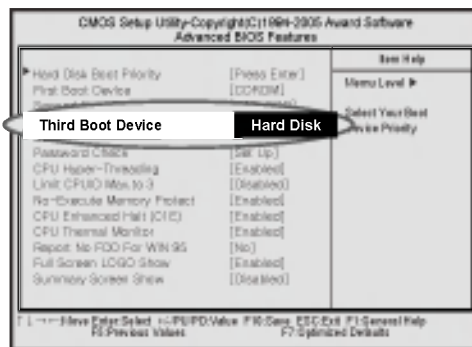 CMOS Setup Utility-Copyright(C)1984-2005 Award Software
Advanced BIOS Features
Item Help
Hard Disk Boot Priority [Press Enter]
Menu Level
First Boot Device [CDROM]
Select Your Boot
Third Boot Device Hard Disk
Device Priority
Password Check [Set Up]
CPU Hyper-Threading [Enabled]
Limit CPUID Max. to 3 [Disabled]
No-Execute Memory Protect [Enabled]
CPU Enhanced Halt (C1E) [Enabled]
CPU Thermal Monitor [Enabled]
Report No FDD For WIN 95 [No]
Full Screen LOGO Show [Enabled]
Summary Screen Show [Disabled]
↑↓→←:Move Enter:Select +/-/PU/PD:Value F10:Save ESC:Exit F1:General Help
F5:Previous Values F7:Optimized Defaults